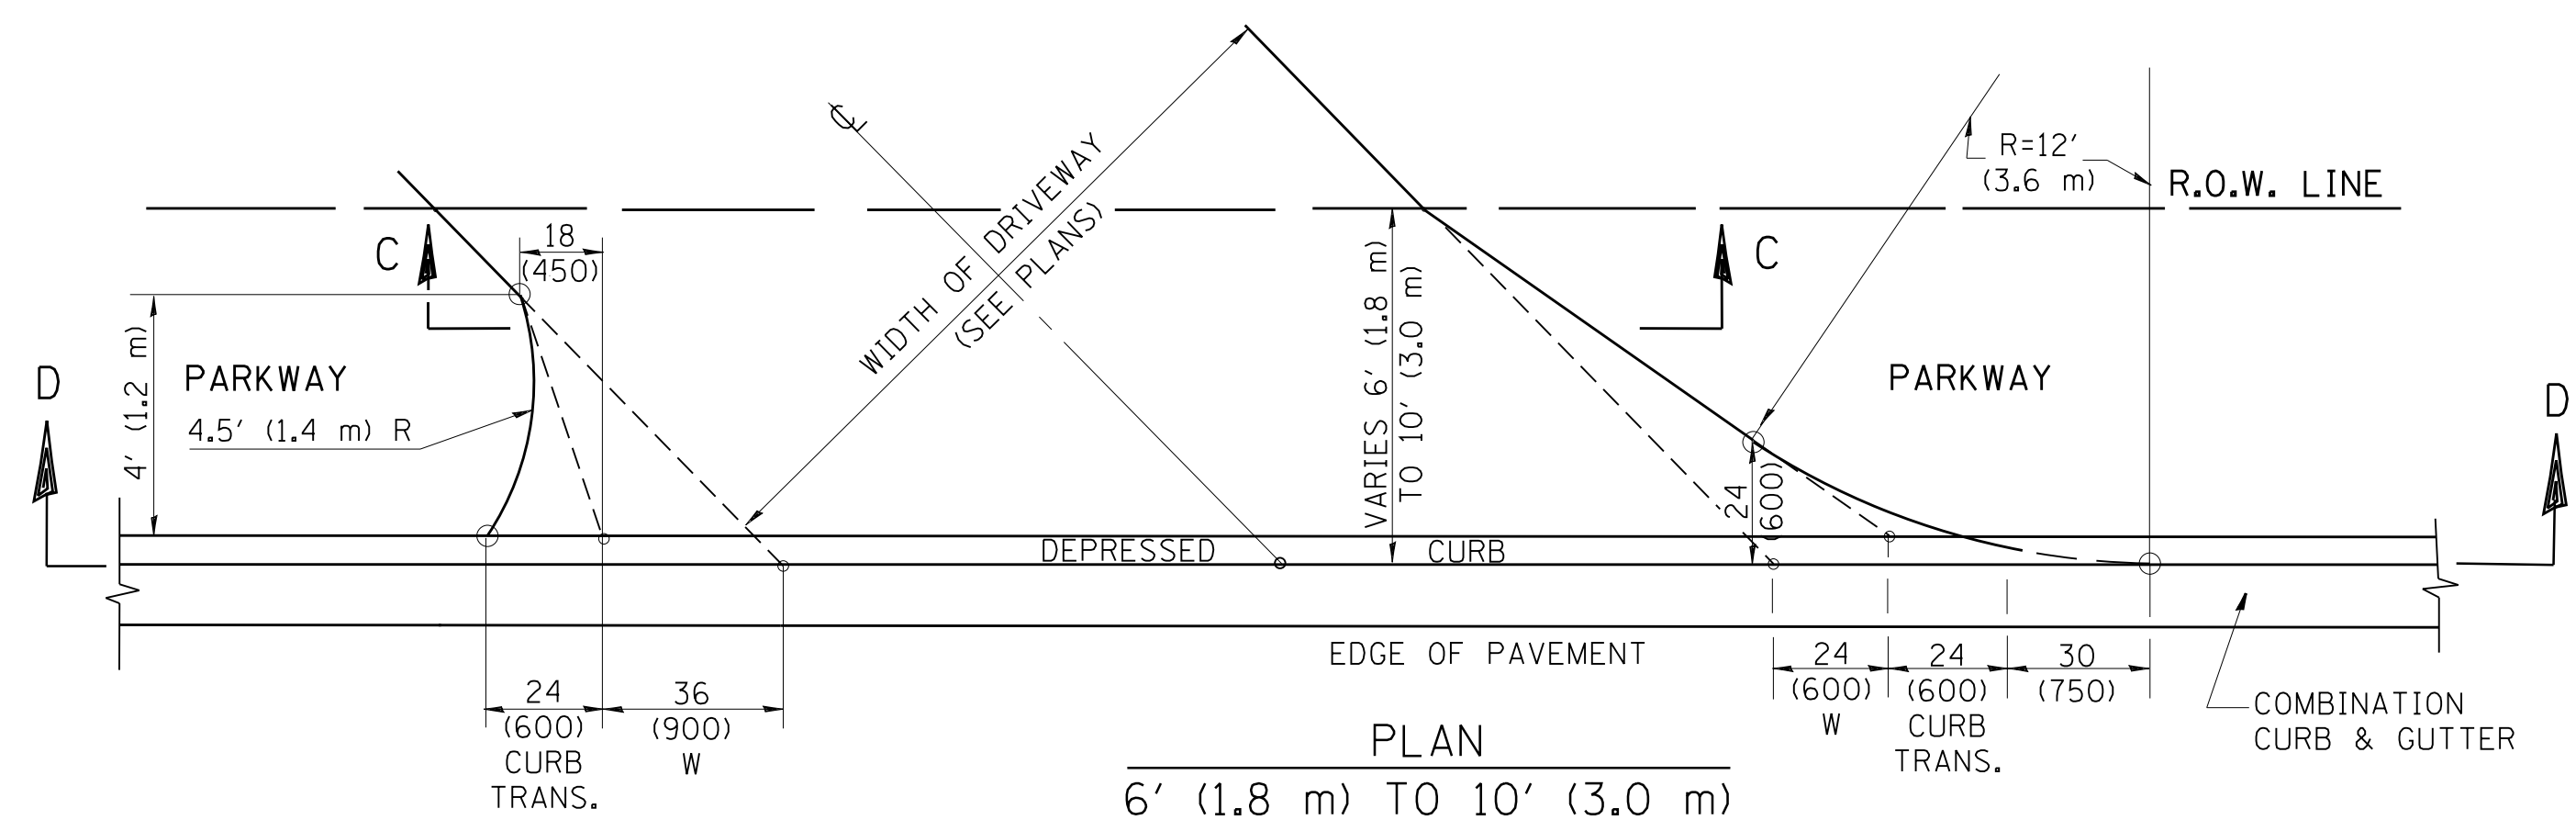 ℄
WIDTH OF DRIVEWAY
(SEE PLANS)
R=12'
(3.6 m)
R.O.W. LINE
18
(450)
C
C
VARIES 6' (1.8 m)
TO 10' (3.0 m)
4' (1.2 m)
D
PARKWAY
4.5' (1.4 m) R
PARKWAY
D
24
(600)
DEPRESSED CURB
EDGE OF PAVEMENT
24
(600)
CURB
TRANS.
36
(900)
W
24
(600)
W
24
(600)
CURB
TRANS.
30
(750)
COMBINATION
CURB & GUTTER
PLAN
6' (1.8 m) TO 10' (3.0 m)